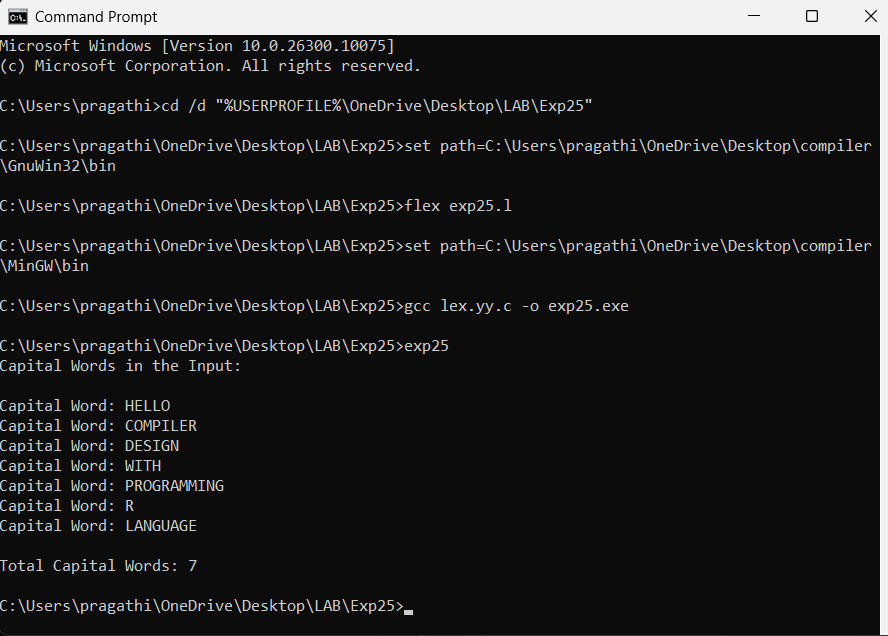 Command Prompt
Microsoft Windows [Version 10.0.26300.10075]
(c) Microsoft Corporation. All rights reserved.
C:\Users\pragathi>cd /d "%USERPROFILE%\OneDrive\Desktop\LAB\Exp25"
C:\Users\pragathi\OneDrive\Desktop\LAB\Exp25>set path=C:\Users\pragathi\OneDrive\Desktop\compiler
\GnuWin32\bin
C:\Users\pragathi\OneDrive\Desktop\LAB\Exp25>flex exp25.l
C:\Users\pragathi\OneDrive\Desktop\LAB\Exp25>set path=C:\Users\pragathi\OneDrive\Desktop\compiler
\MinGW\bin
C:\Users\pragathi\OneDrive\Desktop\LAB\Exp25>gcc lex.yy.c -o exp25.exe
C:\Users\pragathi\OneDrive\Desktop\LAB\Exp25>exp25
Capital Words in the Input:
Capital Word: HELLO
Capital Word: COMPILER
Capital Word: DESIGN
Capital Word: WITH
Capital Word: PROGRAMMING
Capital Word: R
Capital Word: LANGUAGE
Total Capital Words: 7
C:\Users\pragathi\OneDrive\Desktop\LAB\Exp25>